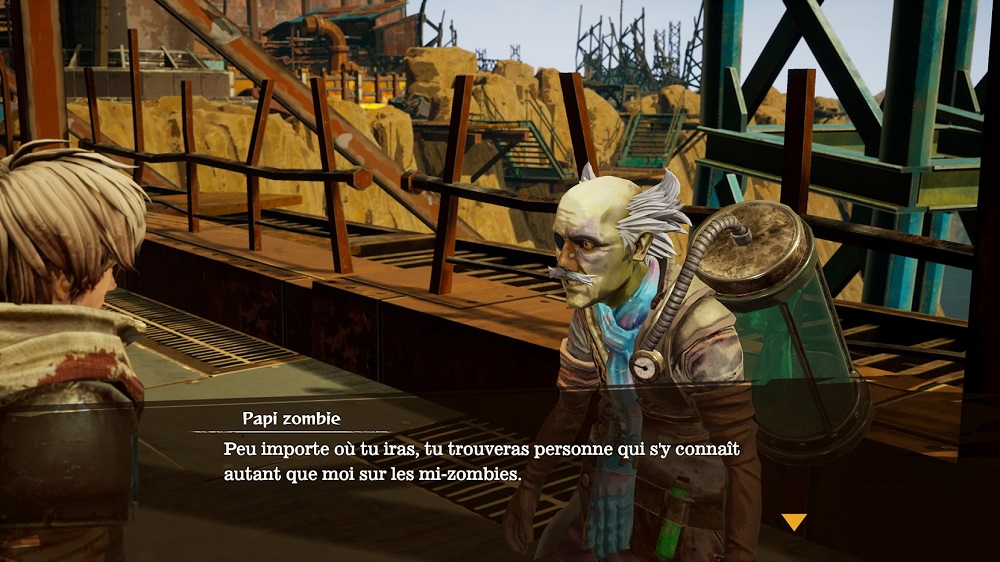 Papi zombie
Peu importe où tu iras, tu trouveras personne qui s'y connaît
autant que moi sur les mi-zombies.